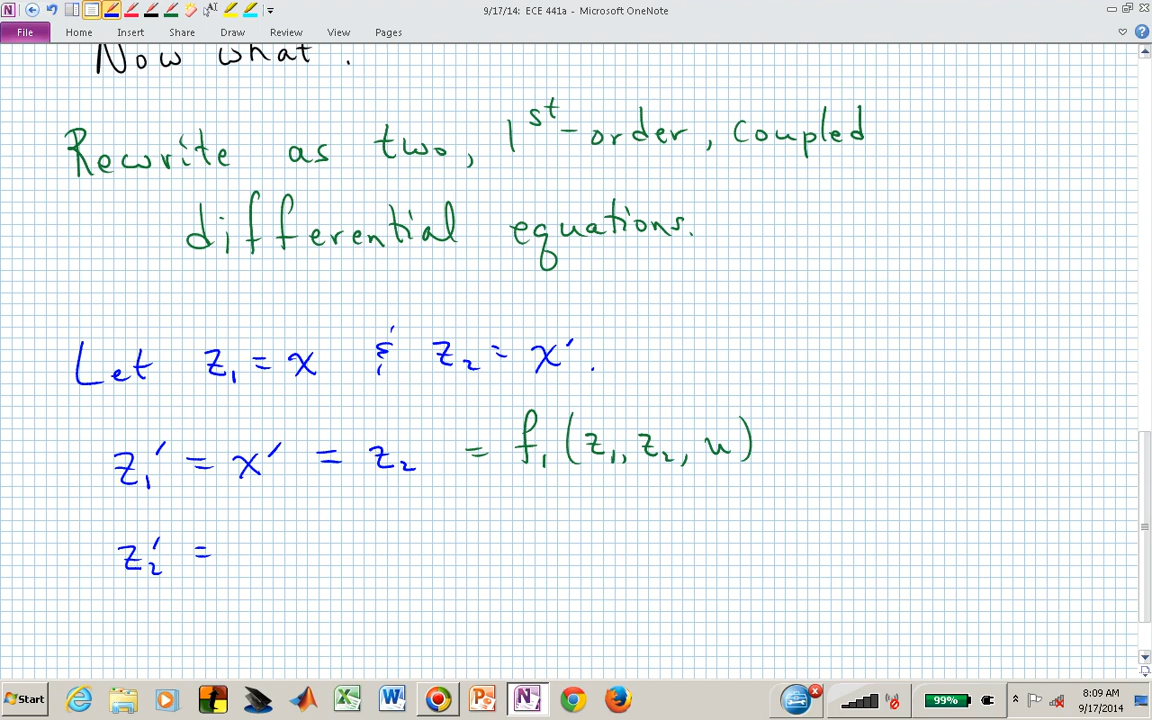 9/17/14: ECE 441a - Microsoft OneNote
File Home Insert Share Draw Review View Pages
Now what.
Rewrite as two, 1st-order, coupled
differential equations.
Let z₁ = x & z₂ = x'.
z₁' = x' = z₂ = f₁(z₁, z₂, u)
z₂' =
Start
99%
8:09 AM
9/17/2014